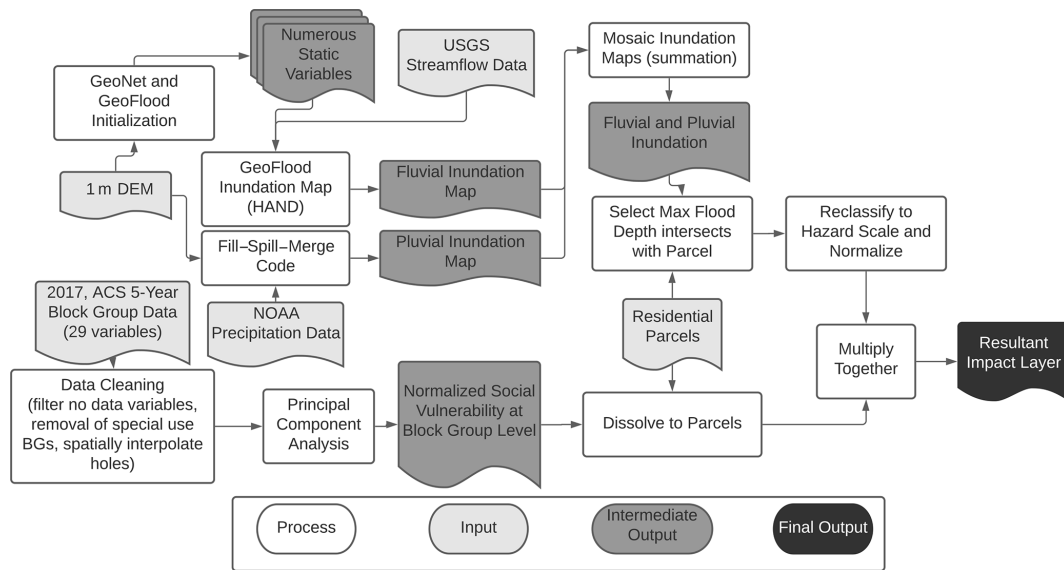 Numerous
Static
Variables
USGS
Streamflow Data
Mosaic Inundation
Maps (summation)
GeoNet and
GeoFlood
Initialization
Fluvial and Pluvial
Inundation
1 m DEM
GeoFlood
Inundation Map
(HAND)
Fluvial Inundation
Map
Select Max Flood
Depth intersects
with Parcel
Reclassify to
Hazard Scale and
Normalize
Fill–Spill–Merge
Code
Pluvial Inundation
Map
2017, ACS 5-Year
Block Group Data
(29 variables)
NOAA
Precipitation Data
Residential
Parcels
Multiply
Together
Resultant
Impact Layer
Data Cleaning
(filter no data variables,
removal of special use
BGs, spatially interpolate
holes)
Principal
Component
Analysis
Normalized Social
Vulnerability at
Block Group Level
Dissolve to Parcels
Process
Input
Intermediate
Output
Final Output